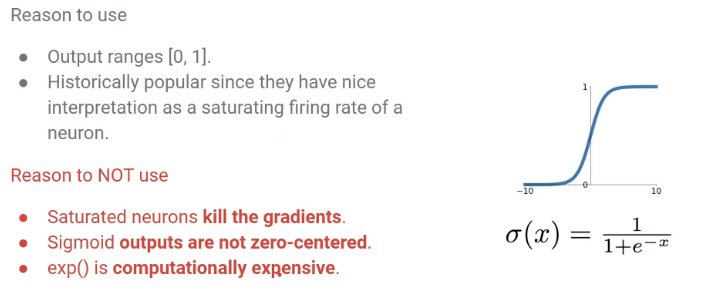 Reason to use
● Output ranges [0, 1].
● Historically popular since they have nice
interpretation as a saturating firing rate of a
neuron.
Reason to NOT use
● Saturated neurons kill the gradients.
● Sigmoid outputs are not zero-centered.
● exp() is computationally expensive.
1
0
−10
10
σ(x) = 1/(1+e^{−x})